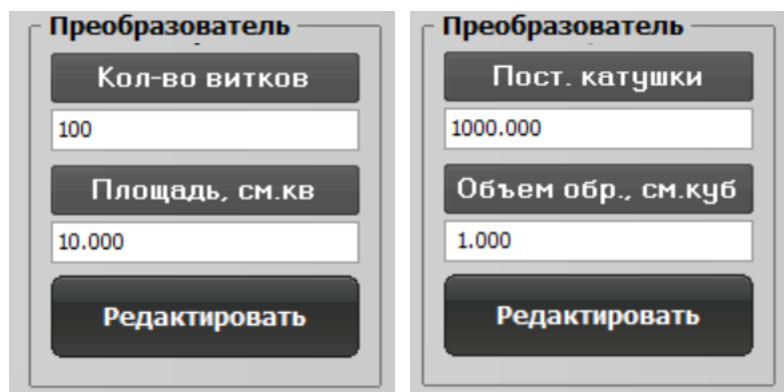 Преобразователь
Кол-во витков
100
Площадь, см.кв
10.000
Редактировать
Преобразователь
Пост. катушки
1000.000
Объем обр., см.куб
1.000
Редактировать